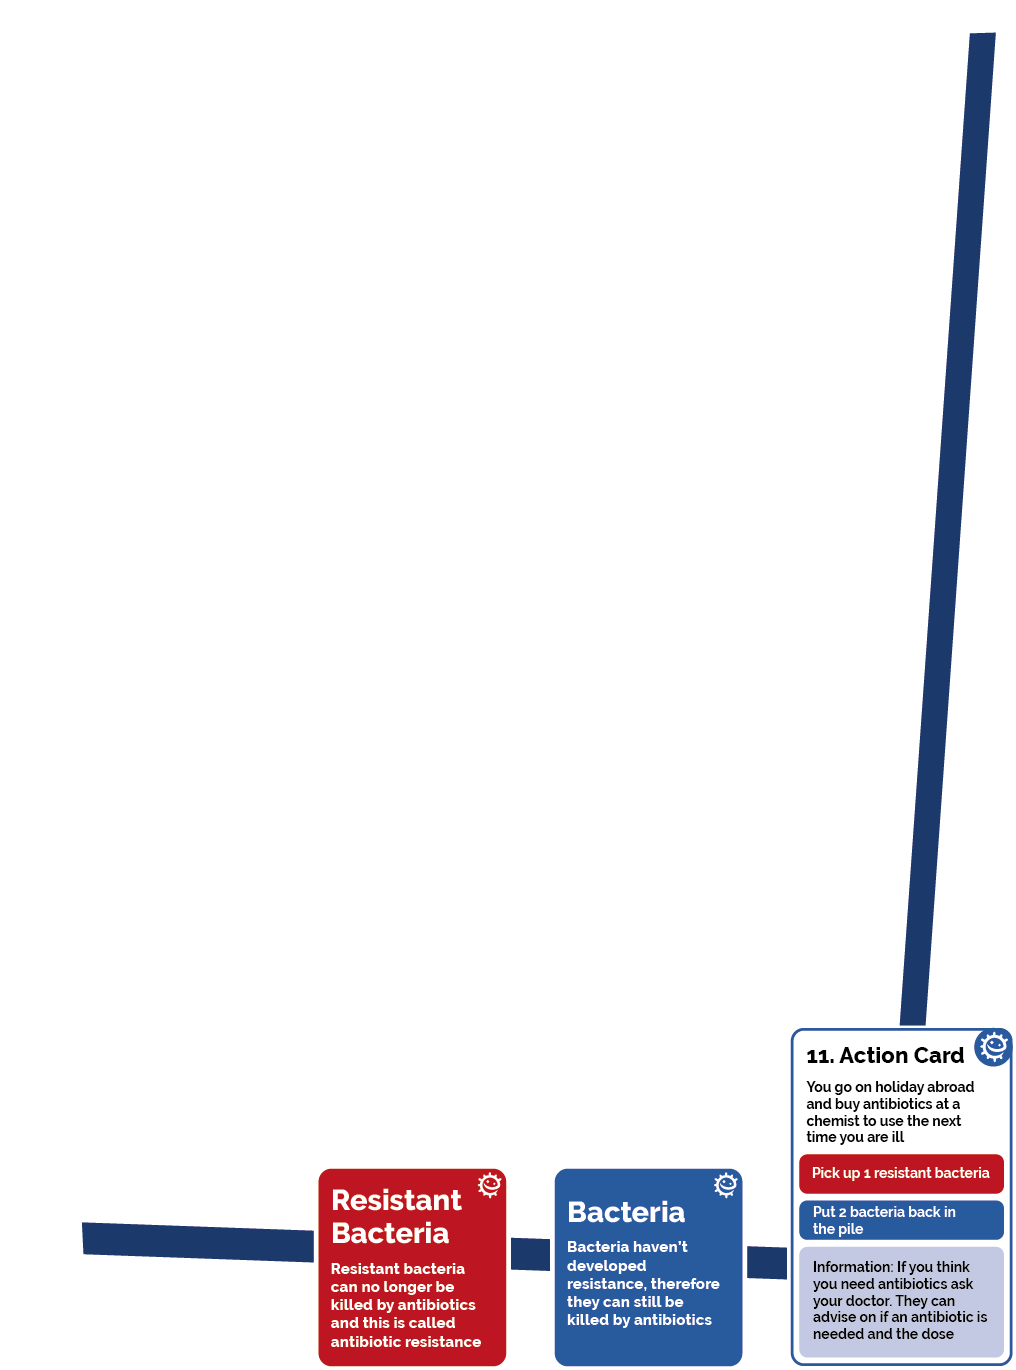 Resistant
Bacteria
Resistant bacteria
can no longer be
killed by antibiotics
and this is called
antibiotic resistance
Bacteria
Bacteria haven’t
developed
resistance, therefore
they can still be
killed by antibiotics
11. Action Card
You go on holiday abroad
and buy antibiotics at a
chemist to use the next
time you are ill
Pick up 1 resistant bacteria
Put 2 bacteria back in
the pile
Information: If you think
you need antibiotics ask
your doctor. They can
advise on if an antibiotic is
needed and the dose